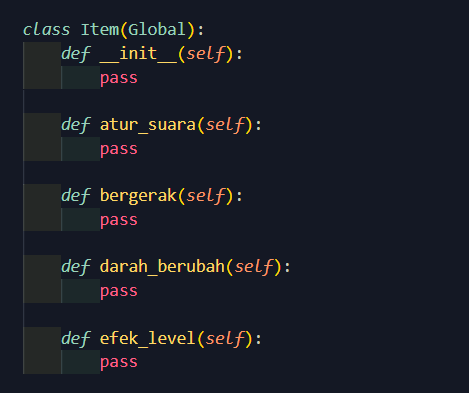 class Item(Global):
    def __init__(self):
        pass

    def atur_suara(self):
        pass

    def bergerak(self):
        pass

    def darah_berubah(self):
        pass

    def efek_level(self):
        pass